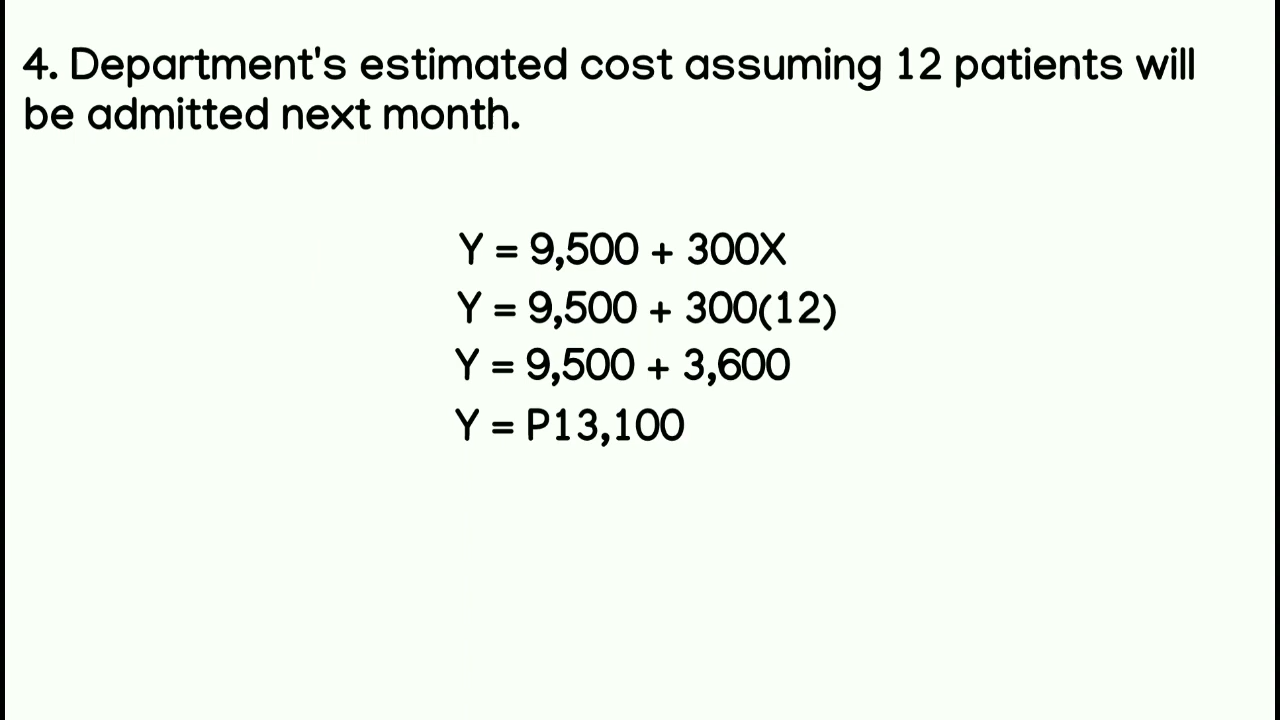 4. Department's estimated cost assuming 12 patients will
be admitted next month.
Y = 9,500 + 300X
Y = 9,500 + 300(12)
Y = 9,500 + 3,600
Y = P13,100